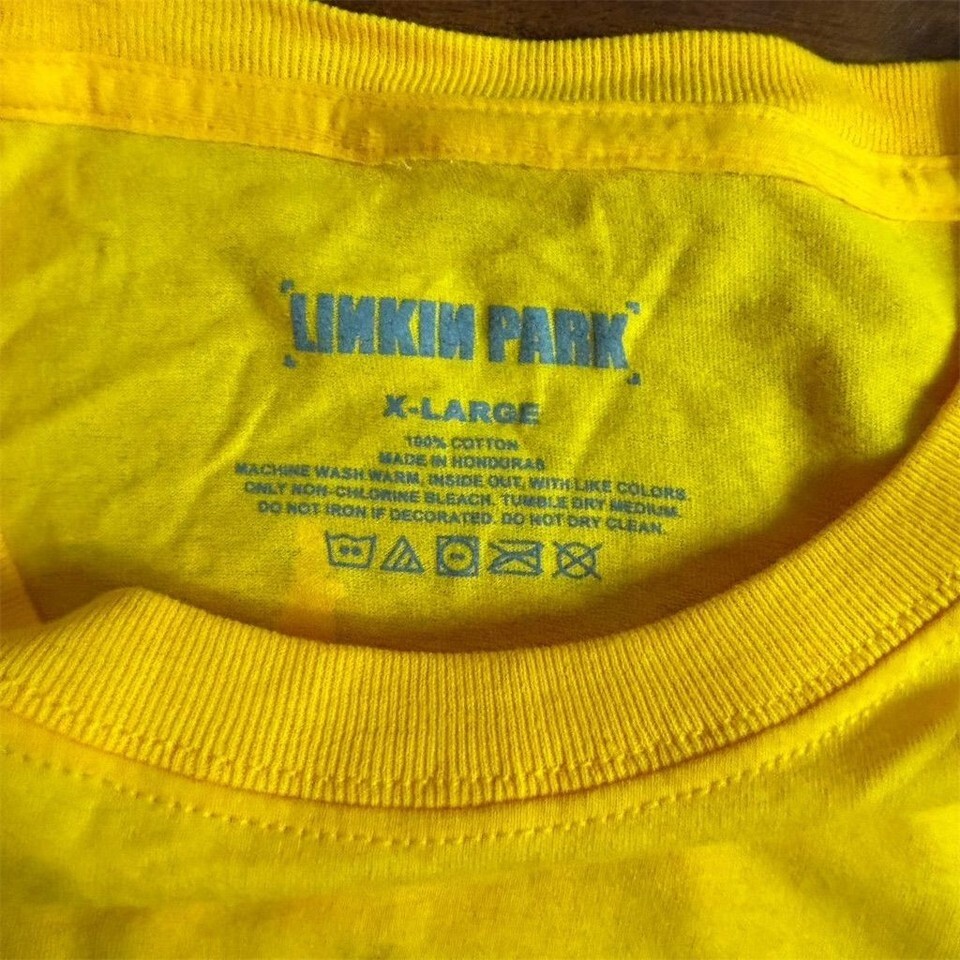 LINKIN PARK
X-LARGE
100% COTTON
MADE IN HONDURAS
MACHINE WASH WARM, INSIDE OUT, WITH LIKE COLORS.
ONLY NON-CHLORINE BLEACH. TUMBLE DRY MEDIUM.
DO NOT IRON IF DECORATED. DO NOT DRY CLEAN.